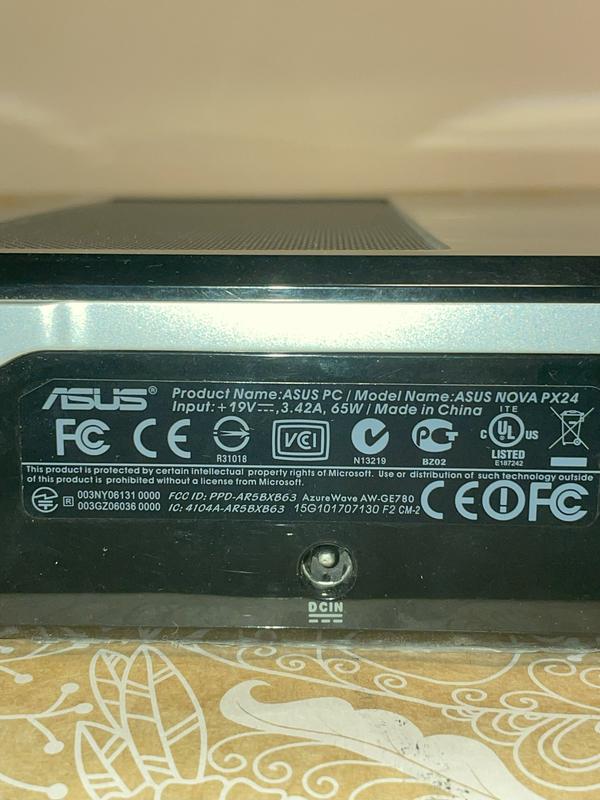 ASUS® Product Name:ASUS PC / Model Name:ASUS NOVA PX24
Input:+19V⎓,3.42A, 65W / Made in China
FC CE R31018 VCI N13219 PCT BZ02 c UL US ITE LISTED E187242
This product is protected by certain intellectual property rights of Microsoft. Use or distribution of such technology outside
of this product is prohibited without a license from Microsoft.
R 003NY06131 0000 FCC ID: PPD-AR5BXB63 AzureWave AW-GE780
003GZ06036 0000 IC: 4104A-AR5BXB63 15G101707130 F2 CM-2 CE FC
DC IN